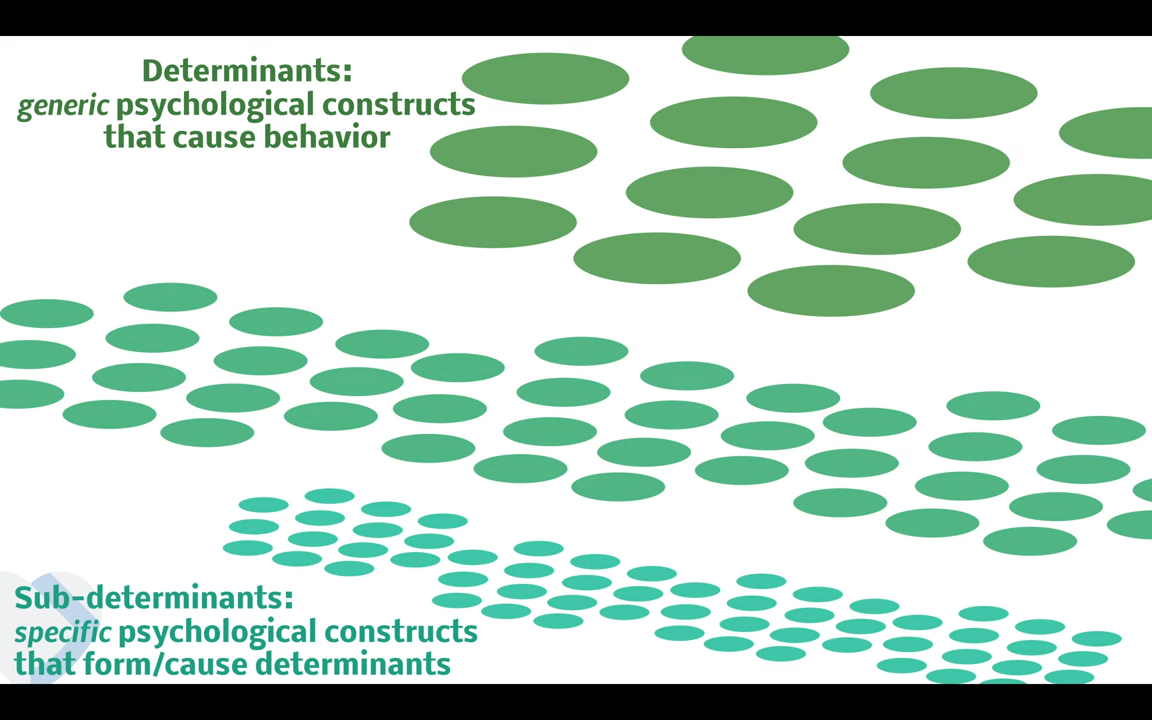 Determinants:
generic psychological constructs
that cause behavior
Sub-determinants:
specific psychological constructs
that form/cause determinants